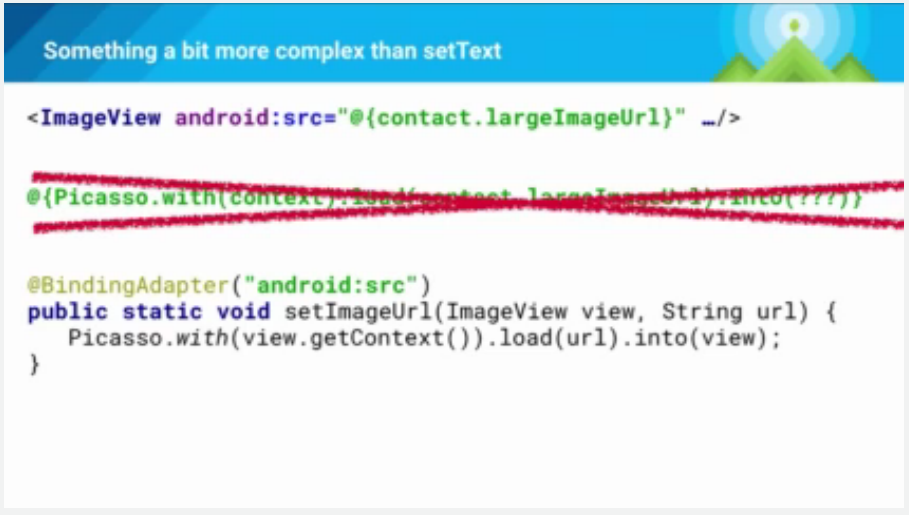 Something a bit more complex than setText
<ImageView android:src="@{contact.largeImageUrl}" …/>
@{Picasso.with(context).load(contact.largeImageUrl).into(???)}
@BindingAdapter("android:src")
public static void setImageUrl(ImageView view, String url) {
Picasso.with(view.getContext()).load(url).into(view);
}